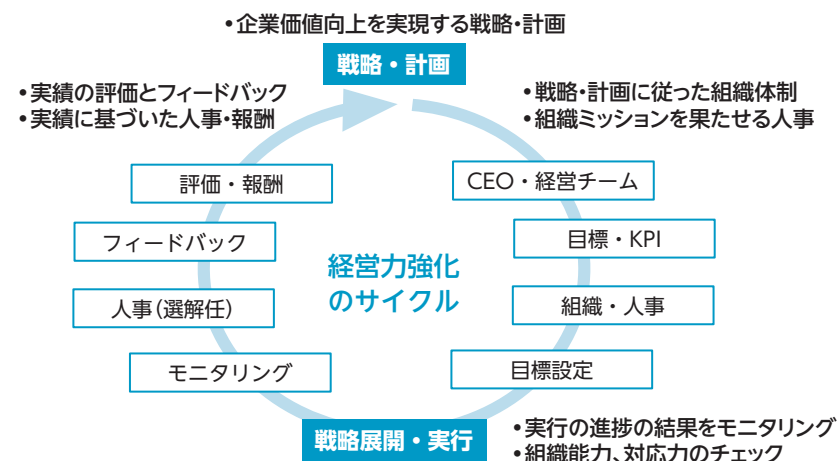 •企業価値向上を実現する戦略・計画
戦略・計画
•実績の評価とフィードバック
•実績に基づいた人事・報酬
•戦略・計画に従った組織体制
•組織ミッションを果たせる人事
評価・報酬
CEO・経営チーム
フィードバック
目標・KPI
経営力強化
のサイクル
人事(選解任)
組織・人事
モニタリング
目標設定
戦略展開・実行
•実行の進捗の結果をモニタリング
•組織能力、対応力のチェック